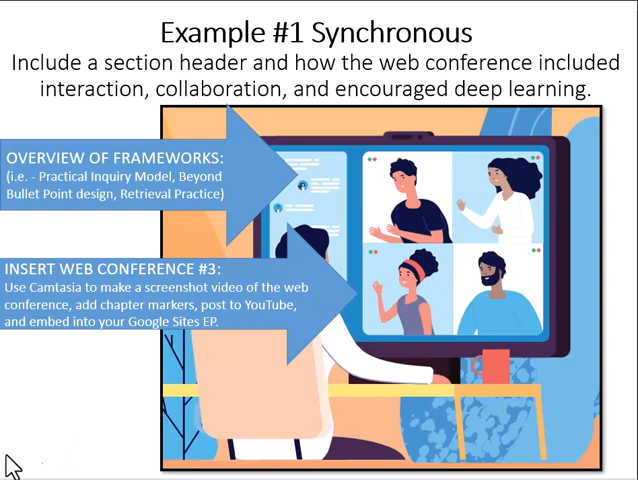 Example #1 Synchronous
Include a section header and how the web conference included
interaction, collaboration, and encouraged deep learning.
OVERVIEW OF FRAMEWORKS:
(i.e. - Practical Inquiry Model, Beyond
Bullet Point design, Retrieval Practice)
INSERT WEB CONFERENCE #3:
Use Camtasia to make a screenshot video of the web
conference, add chapter markers, post to YouTube,
and embed into your Google Sites EP.